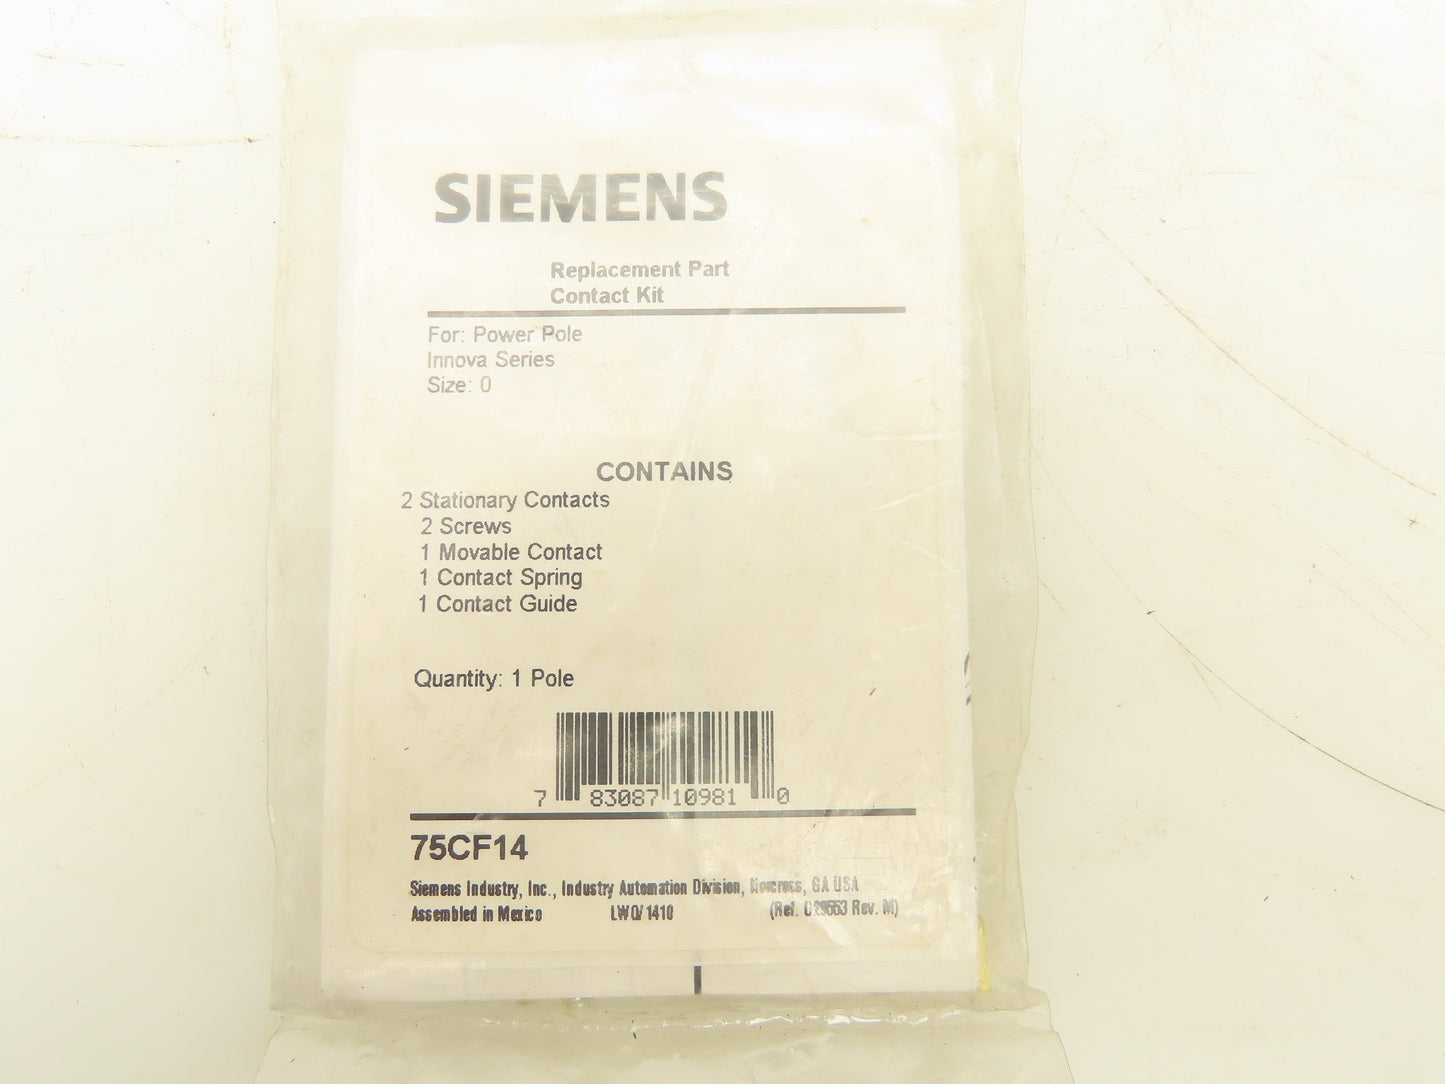 SIEMENS
Replacement Part
Contact Kit
For: Power Pole
Innova Series
Size: 0
CONTAINS
2 Stationary Contacts
2 Screws
1 Movable Contact
1 Contact Spring
1 Contact Guide
Quantity: 1 Pole
7 83087 10981 0
75CF14
Siemens Industry, Inc., Industry Automation Division, Norcross, GA USA
Assembled in Mexico LWO/1410 (Ref. Rev. M)